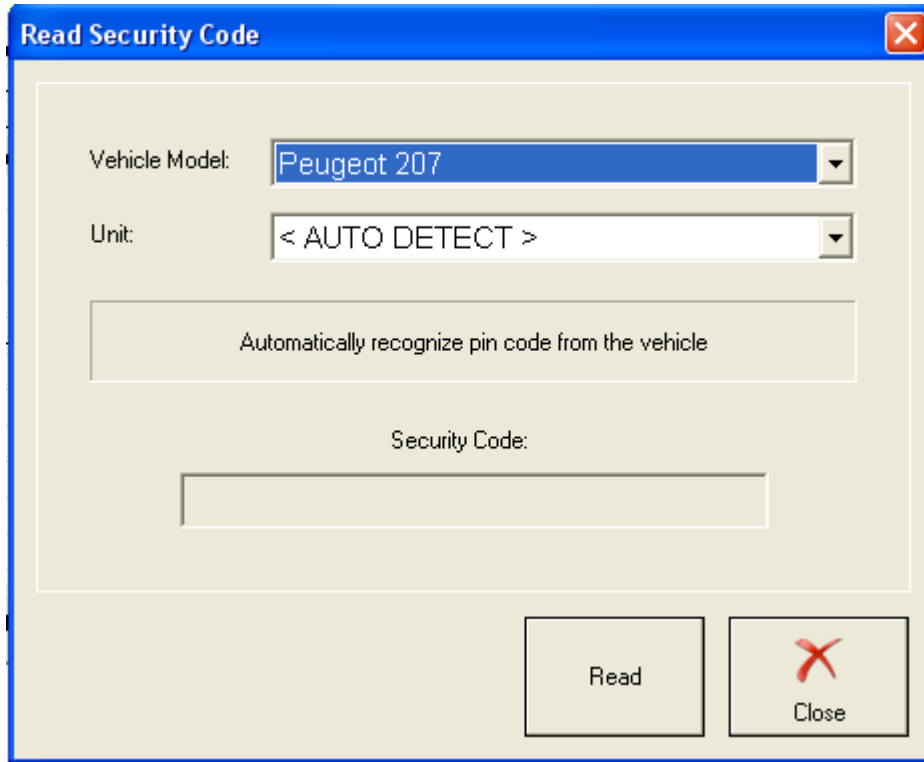 Read Security Code
Vehicle Model: Peugeot 207
Unit: < AUTO DETECT >
Automatically recognize pin code from the vehicle
Security Code:
Read
Close